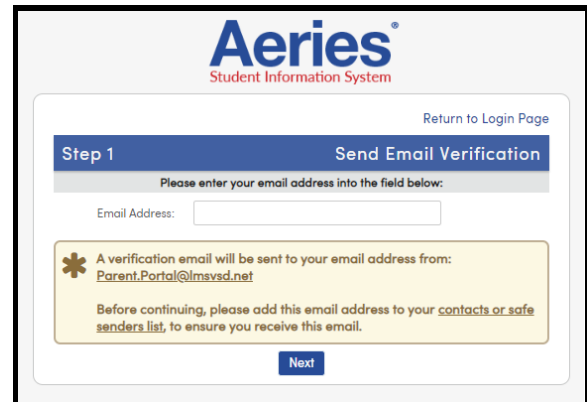 Aeries®
Student Information System
Return to Login Page
Step 1 Send Email Verification
Please enter your email address into the field below:
Email Address:
A verification email will be sent to your email address from:
Parent.Portal@lmsvsd.net
Before continuing, please add this email address to your contacts or safe
senders list, to ensure you receive this email.
Next